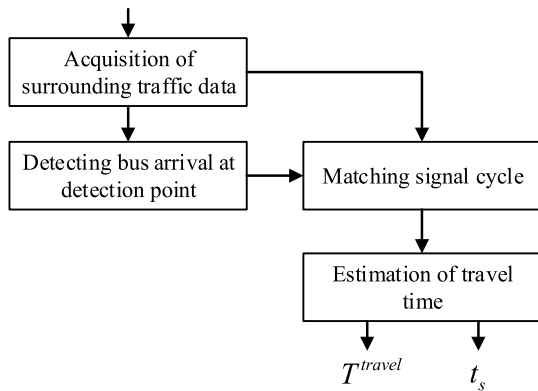 Acquisition of
surrounding traffic data
Detecting bus arrival at
detection point
Matching signal cycle
Estimation of travel
time
T^{travel}
t_s